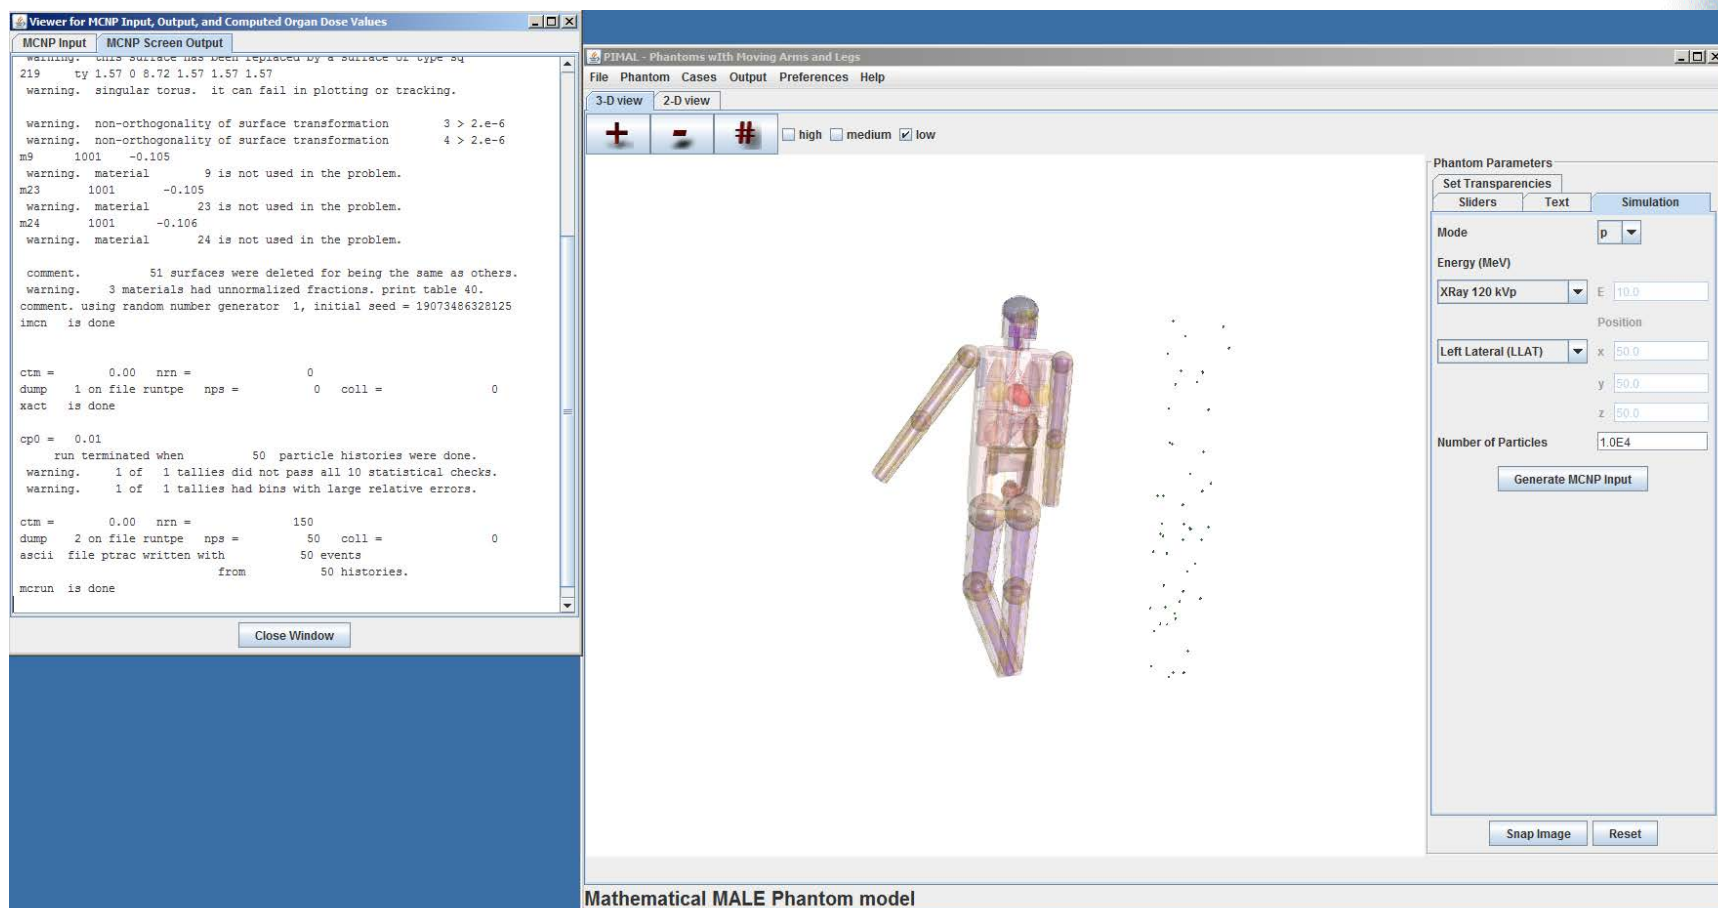 Viewer for MCNP Input, Output, and Computed Organ Dose Values
MCNP Input MCNP Screen Output
warning. this surface has been replaced by a surface of type sq
219 ty 1.57 0 8.72 1.57 1.57 1.57
warning. singular torus. it can fail in plotting or tracking.
warning. non-orthogonality of surface transformation 3 > 2.e-6
warning. non-orthogonality of surface transformation 4 > 2.e-6
m9 1001 -0.105
warning. material 9 is not used in the problem.
m23 1001 -0.105
warning. material 23 is not used in the problem.
m24 1001 -0.106
warning. material 24 is not used in the problem.
comment. 51 surfaces were deleted for being the same as others.
warning. 3 materials had unnormalized fractions. print table 40.
comment. using random number generator 1, initial seed = 19073486328125
imcn is done
ctm = 0.00 nrn = 0
dump 1 on file runtpe nps = 0 coll = 0
xact is done
cp0 = 0.01
run terminated when 50 particle histories were done.
warning. 1 of 1 tallies did not pass all 10 statistical checks.
warning. 1 of 1 tallies had bins with large relative errors.
ctm = 0.00 nrn = 150
dump 2 on file runtpe nps = 50 coll = 0
ascii file ptrac written with 50 events
from 50 histories.
mcrun is done
Close Window
PIMAL - Phantoms wIth Moving Arms and Legs
File Phantom Cases Output Preferences Help
3-D view 2-D view
+ - # high medium low
Phantom Parameters
Set Transparencies
Sliders Text Simulation
Mode p
Energy (MeV)
XRay 120 kVp E 10.0
Position
Left Lateral (LLAT) x 50.0
y 50.0
z 50.0
Number of Particles 1.0E4
Generate MCNP Input
Snap Image Reset
Mathematical MALE Phantom model